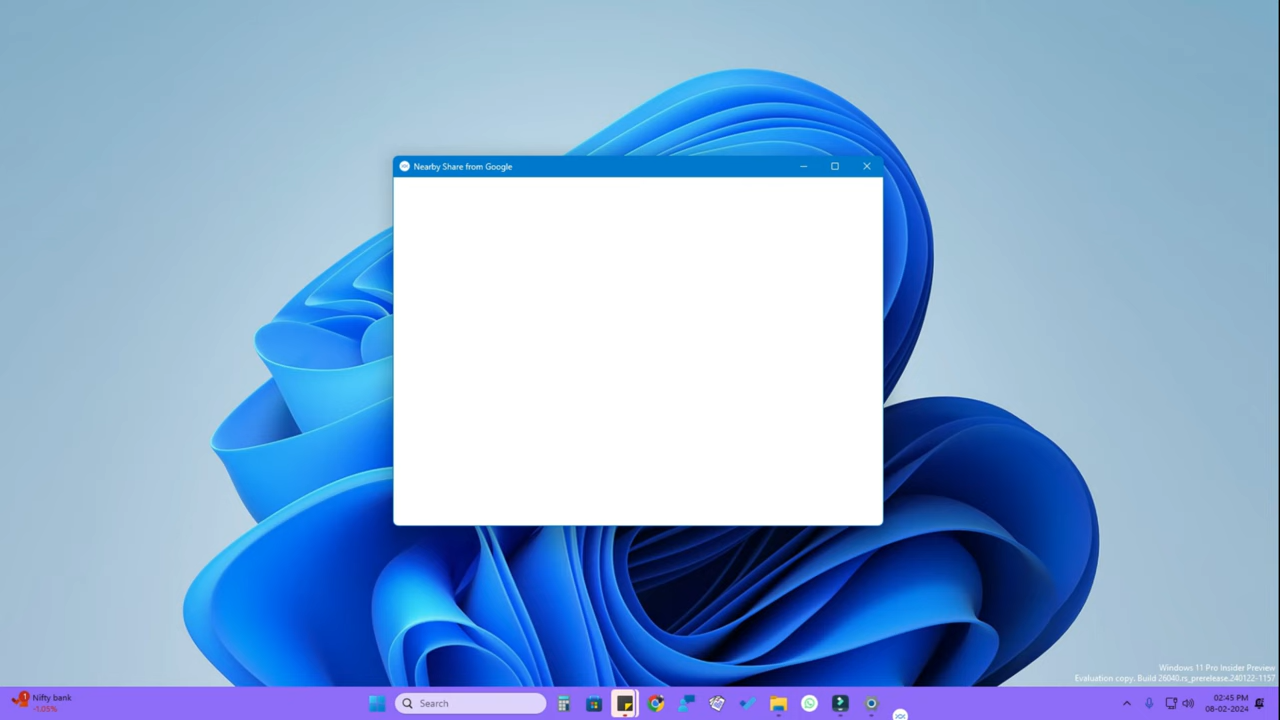 Nearby Share from Google
Windows 11 Pro Insider Preview
Evaluation copy. Build 26040.rs_prerelease.240122-1157
1
Nifty bank
-1.05%
Search
02:45 PM
08-02-2024